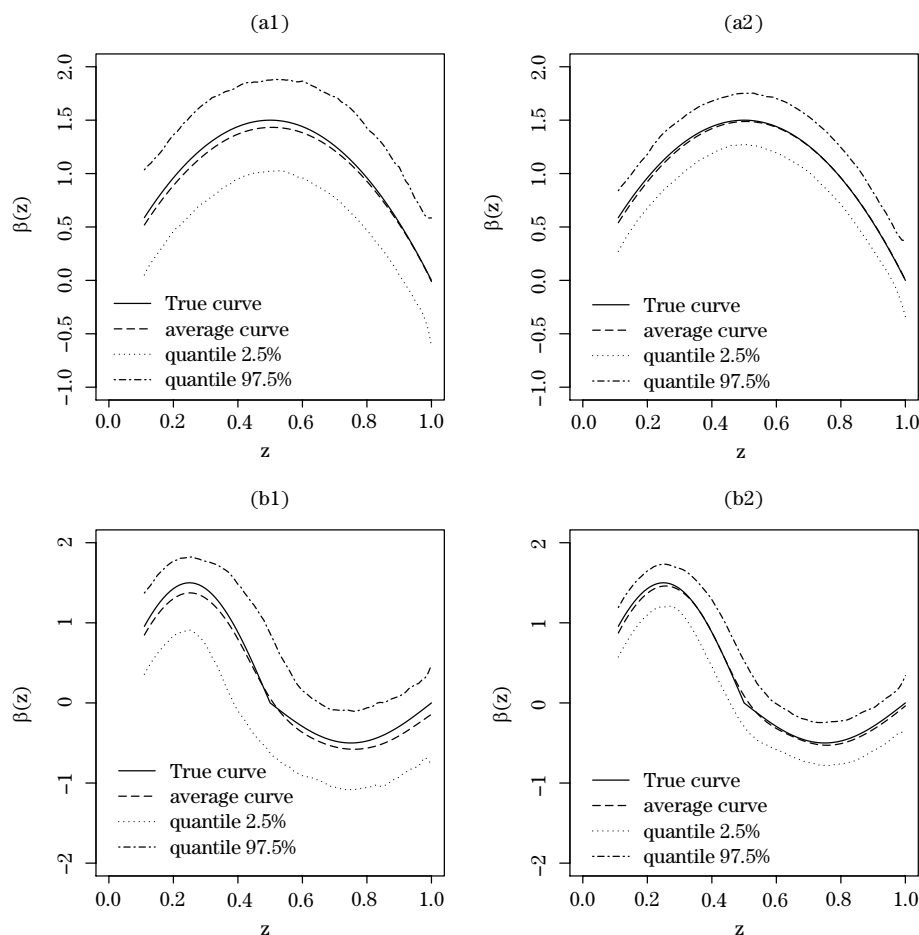 (a1)
β(z)
2.0
1.5
1.0
0.5
0.0
−0.5
−1.0
True curve
average curve
quantile 2.5%
quantile 97.5%
0.0 0.2 0.4 0.6 0.8 1.0
z
(a2)
β(z)
2.0
1.5
1.0
0.5
0.0
−0.5
−1.0
True curve
average curve
quantile 2.5%
quantile 97.5%
0.0 0.2 0.4 0.6 0.8 1.0
z
(b1)
β(z)
2
1
0
−1
−2
True curve
average curve
quantile 2.5%
quantile 97.5%
0.0 0.2 0.4 0.6 0.8 1.0
z
(b2)
β(z)
2
1
0
−1
−2
True curve
average curve
quantile 2.5%
quantile 97.5%
0.0 0.2 0.4 0.6 0.8 1.0
z